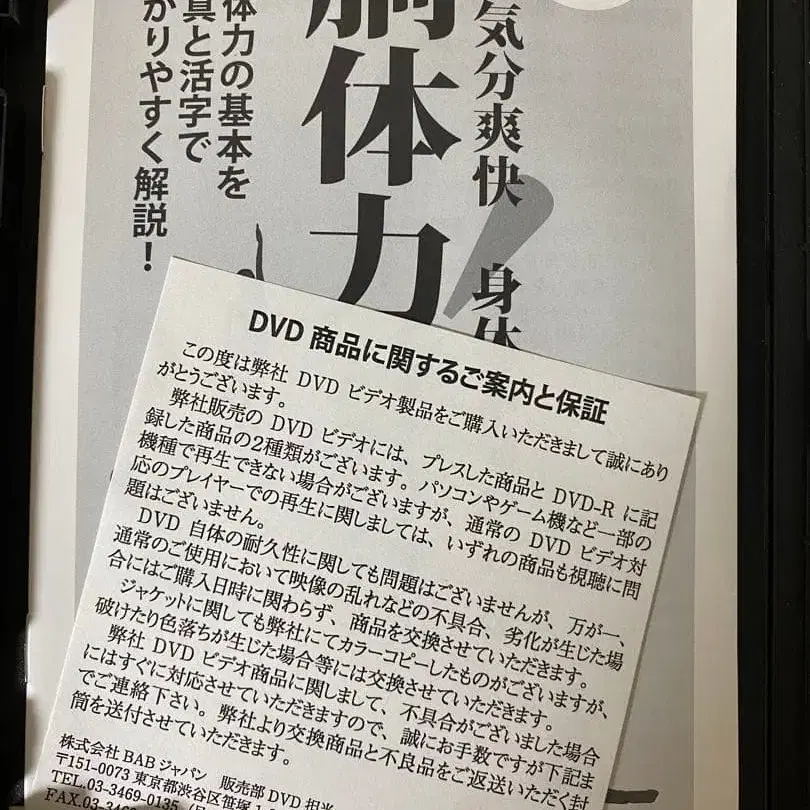 気分爽快
身体
胴体力
体力の基本を
真と活字で
かりやすく解説！
DVD 商品に関するご案内と保証
この度は弊社 DVD ビデオ製品をご購入いただきまして誠にあり
がとうございます。
弊社販売の DVD ビデオには、プレスした商品と DVD-R に記
録した商品の2種類がございます。パソコンやゲーム機など一部の
機種で再生できない場合がございますが、通常の DVD ビデオ対
応のプレイヤーでの再生に関しましては、いずれの商品も視聴に問
題はございません。
DVD 自体の耐久性に関しても問題はございませんが、万が一、
通常のご使用において映像の乱れなどの不具合、劣化が生じた場
合にはご購入日時に関わらず、商品を交換させていただきます。
ジャケットに関しても弊社にてカラーコピーしたものがございますが、
破けたり色落ちが生じた場合等には交換させていただきます。
弊社 DVD ビデオ商品に関しまして、不具合がございました場合
にはすぐに対応させていただきますので、誠にお手数ですが下記ま
でご連絡下さい。弊社より交換商品と不良品をご返送いただく封
筒を送付させていただきます。
株式会社 BAB ジャパン 販売部 DVD 担当
〒151-0073 東京都渋谷区笹塚
TEL.03-3469-0135
FAX.03-